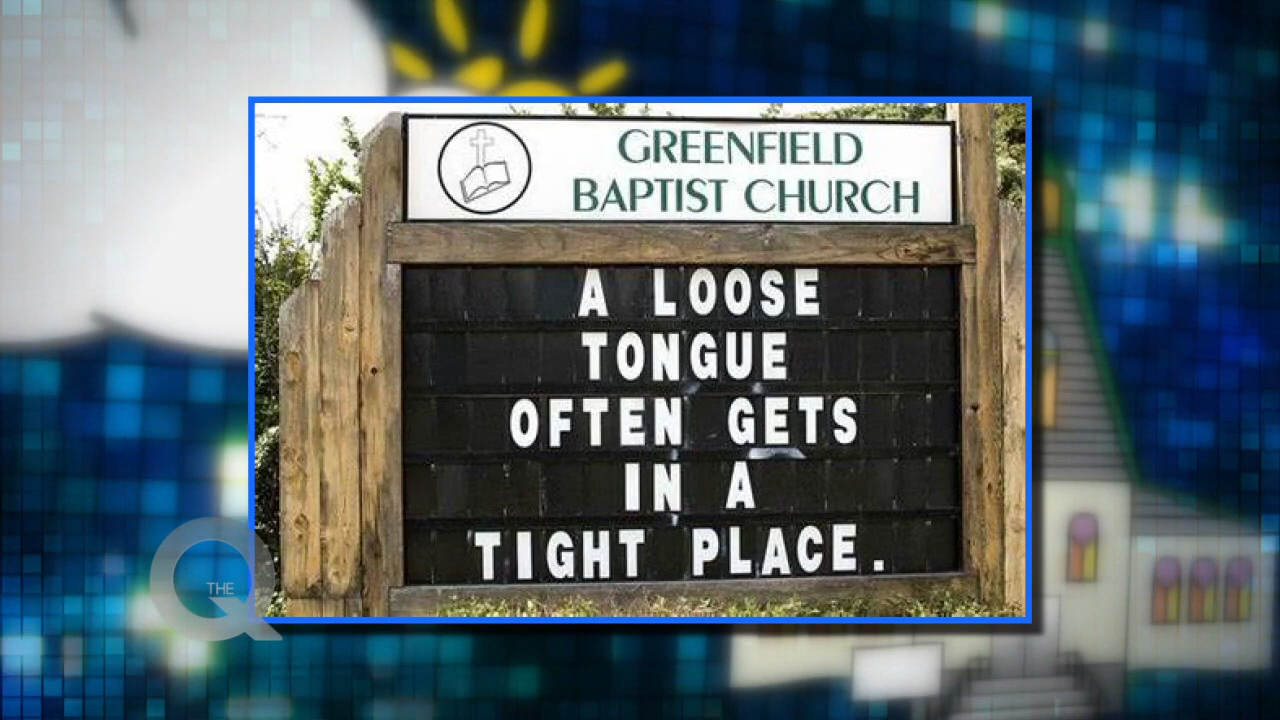 GREENFIELD
BAPTIST CHURCH
A LOOSE
TONGUE
OFTEN GETS
IN A
TIGHT PLACE.
THE
Q